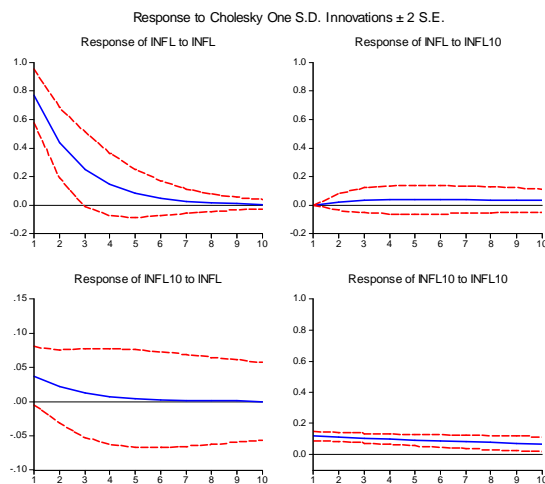 Response to Cholesky One S.D. Innovations ± 2 S.E.
Response of INFL to INFL
Response of INFL to INFL10
1.0
0.8
0.6
0.4
0.2
0.0
-0.2
1 2 3 4 5 6 7 8 9 10
1.0
0.8
0.6
0.4
0.2
0.0
-0.2
1 2 3 4 5 6 7 8 9 10
Response of INFL10 to INFL
Response of INFL10 to INFL10
.15
.10
.05
.00
-.05
-.10
1 2 3 4 5 6 7 8 9 10
1.0
0.8
0.6
0.4
0.2
0.0
1 2 3 4 5 6 7 8 9 10